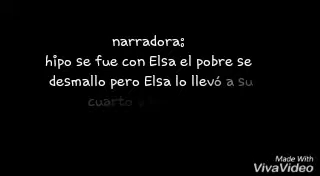 narradora:
hipo se fue con Elsa el pobre se
desmallo pero Elsa lo llevó a su
cuarto
Made With
VivaVideo